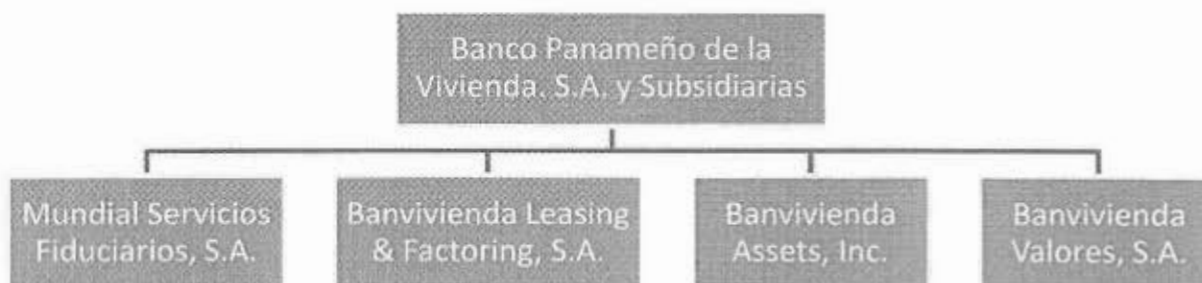 Banco Panameño de la
Vivienda, S.A. y Subsidiarias
Mundial Servicios
Fiduciarios, S.A.
Banvivienda Leasing
& Factoring, S.A.
Banvivienda
Assets, Inc.
Banvivienda
Valores, S.A.